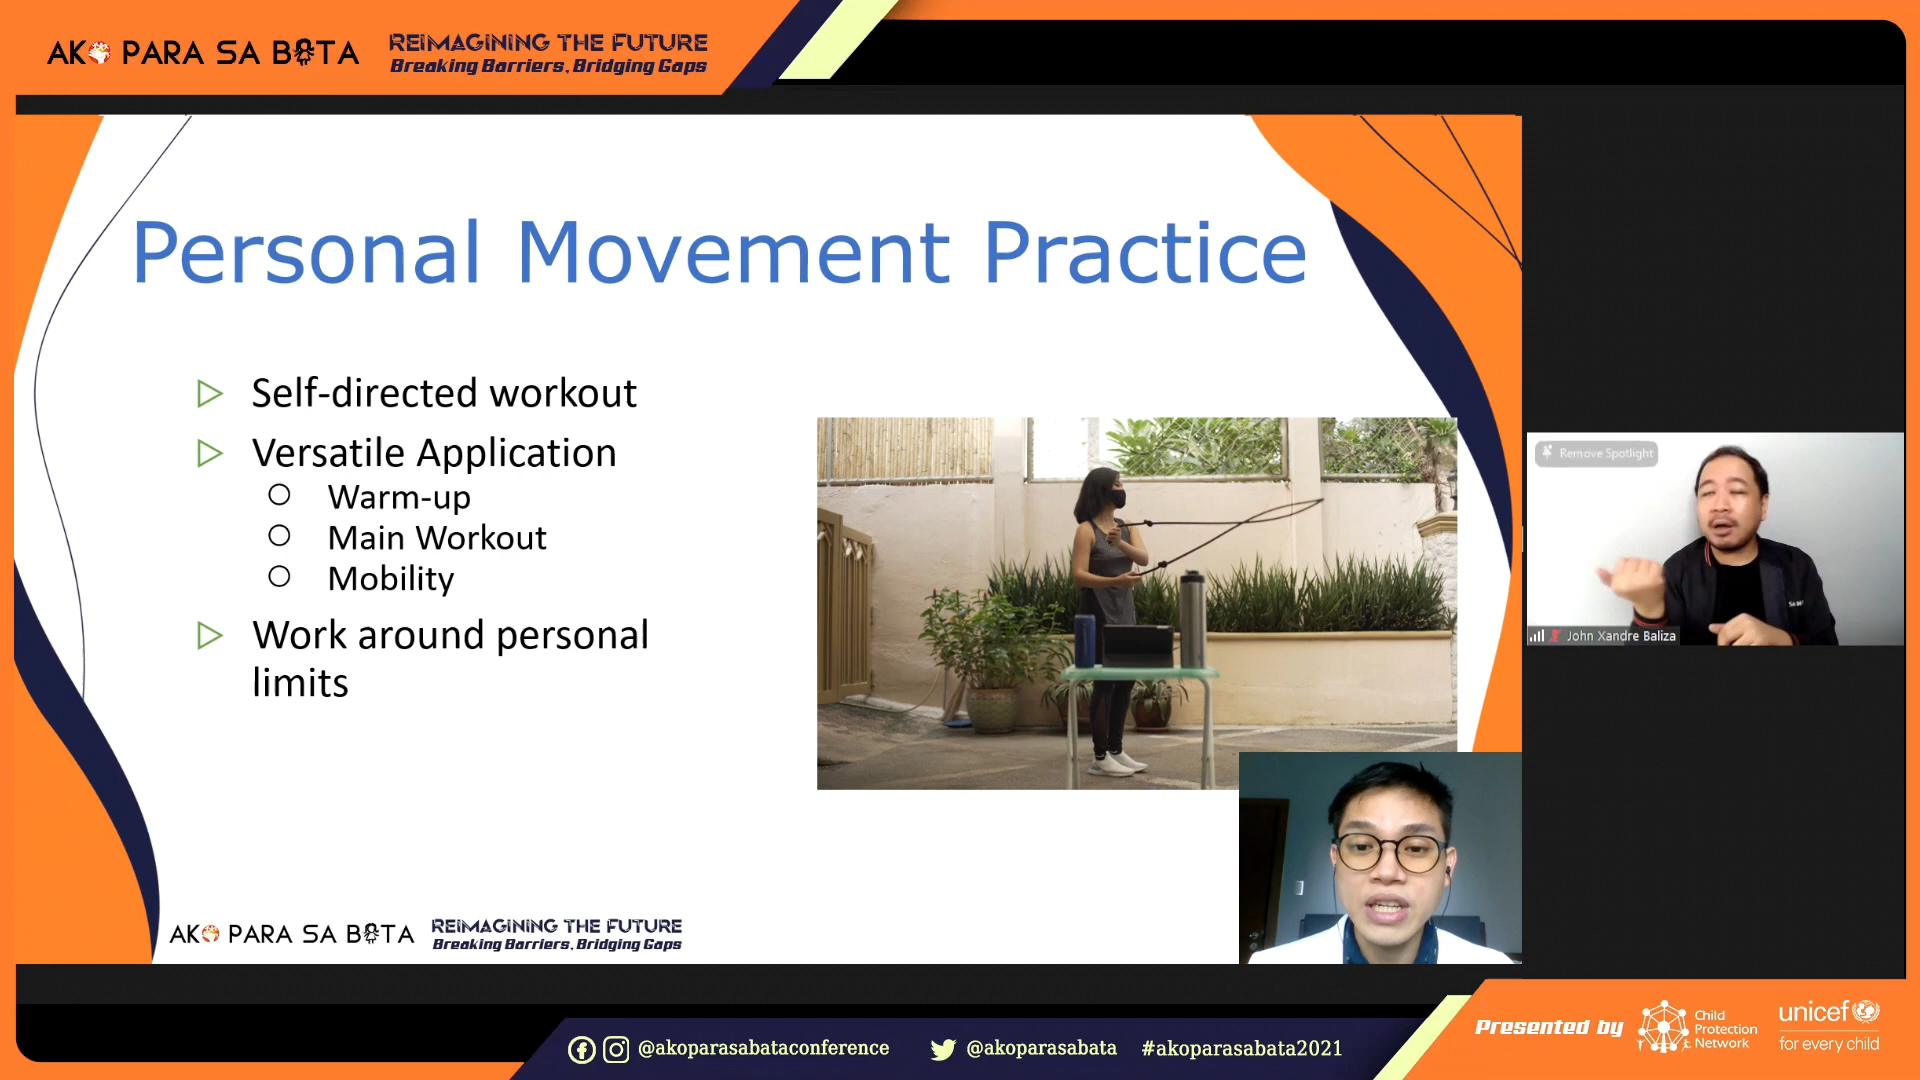 AKO PARA SA BATA
REIMAGINING THE FUTURE
Breaking Barriers, Bridging Gaps
Personal Movement Practice
Self-directed workout
Versatile Application
Warm-up
Main Workout
Mobility
Work around personal
limits
Remove Spotlight
John Xandre Baliza
AKO PARA SA BATA
REIMAGINING THE FUTURE
Breaking Barriers, Bridging Gaps
@akoparasabataconference
@akoparasabata
#akoparasabata2021
Presented by
Child
Protection
Network
unicef
for every child